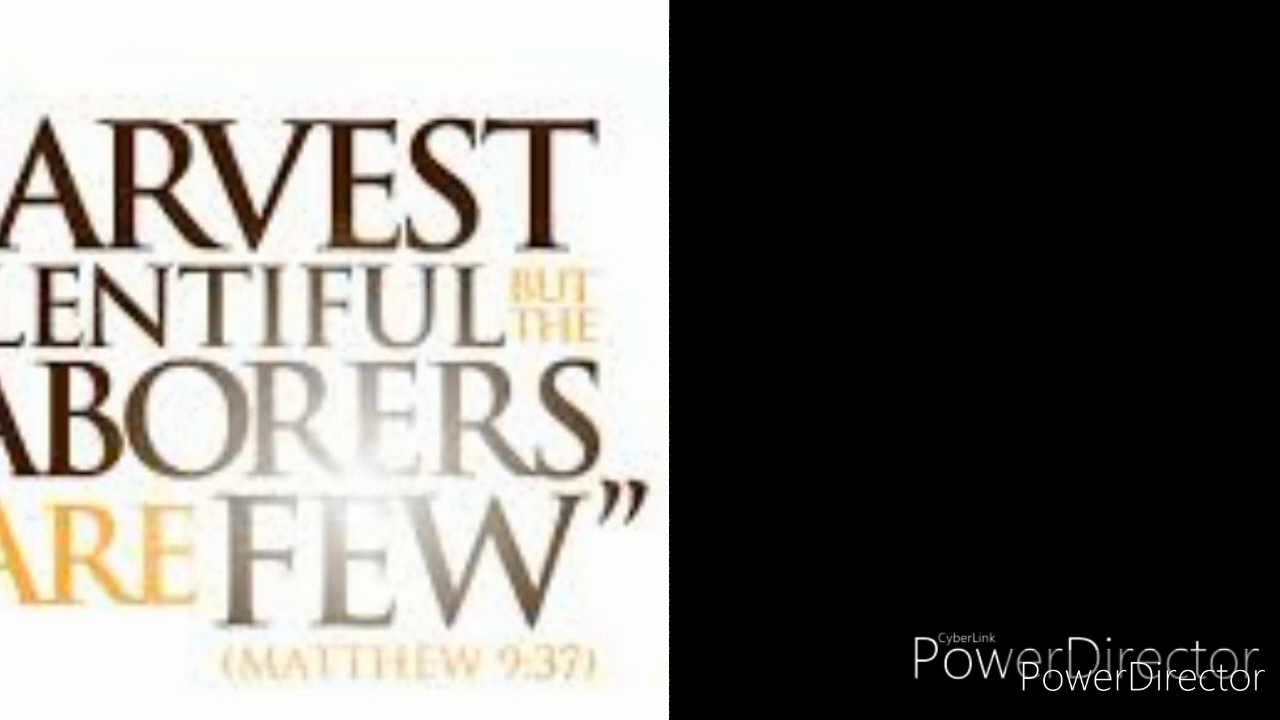 ARVEST
LENTIFUL BUT THE
ABORERS
ARE FEW”
(MATTHEW 9:37)
CyberLink
PowerDirector
PowerDirector